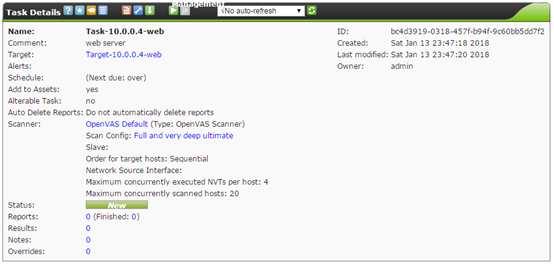 Management
Task Details √No auto-refresh
Name: Task-10.0.0.4-web ID: bc4d3919-0318-457f-b94f-9c60bb5dd7f2
Comment: web server Created: Sat Jan 13 23:47:18 2018
Target: Target-10.0.0.4-web Last modified: Sat Jan 13 23:47:20 2018
Alerts: Owner: admin
Schedule: (Next due: over)
Add to Assets: yes
Alterable Task: no
Auto Delete Reports: Do not automatically delete reports
Scanner: OpenVAS Default (Type: OpenVAS Scanner)
Scan Config: Full and very deep ultimate
Slave:
Order for target hosts: Sequential
Network Source Interface:
Maximum concurrently executed NVTs per host: 4
Maximum concurrently scanned hosts: 20
Status: New
Reports: 0 (Finished: 0)
Results: 0
Notes: 0
Overrides: 0